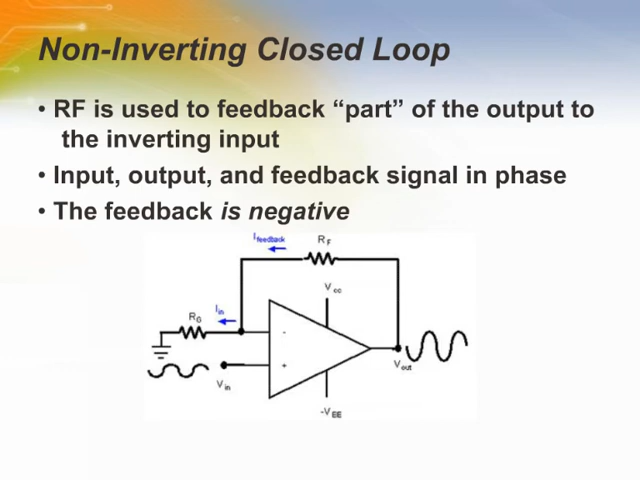 Non-Inverting Closed Loop
• RF is used to feedback “part” of the output to
the inverting input
• Input, output, and feedback signal in phase
• The feedback is negative
Ifeedback
RF
Vcc
Iin
RG
-
+
Vin
Vout
-VEE